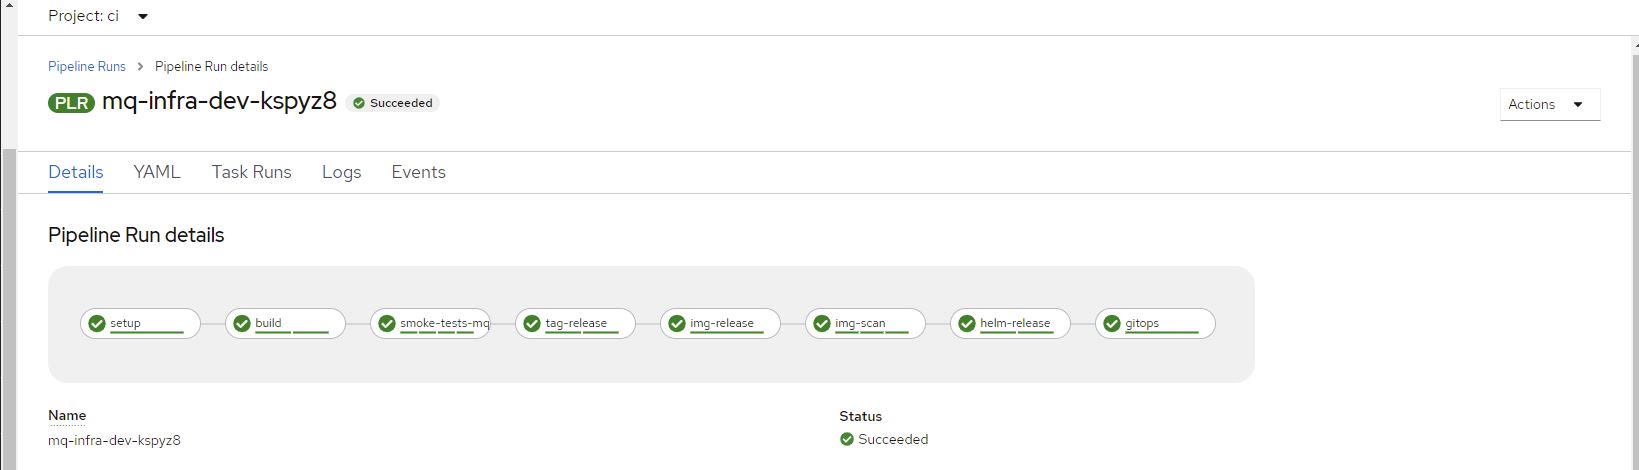 Project: ci
Pipeline Runs > Pipeline Run details
PLR mq-infra-dev-kspyz8 Succeeded
Actions
Details YAML Task Runs Logs Events
Pipeline Run details
setup build smoke-tests-mq tag-release img-release img-scan helm-release gitops
Name Status
mq-infra-dev-kspyz8 Succeeded